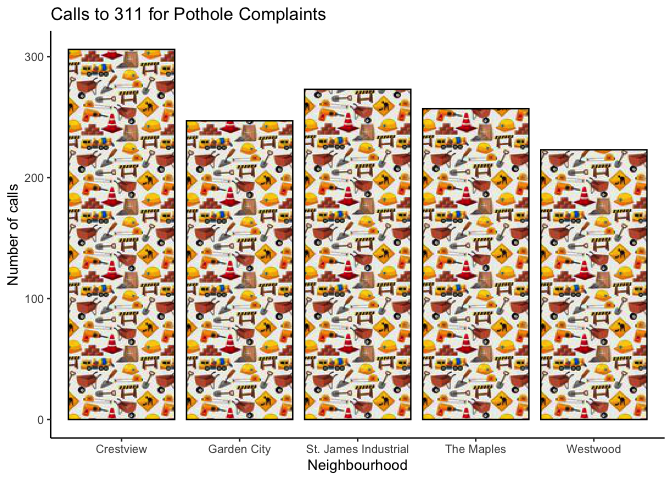 Calls to 311 for Pothole Complaints
Number of calls
300
200
100
0
Crestview Garden City St. James Industrial The Maples Westwood
Neighbourhood